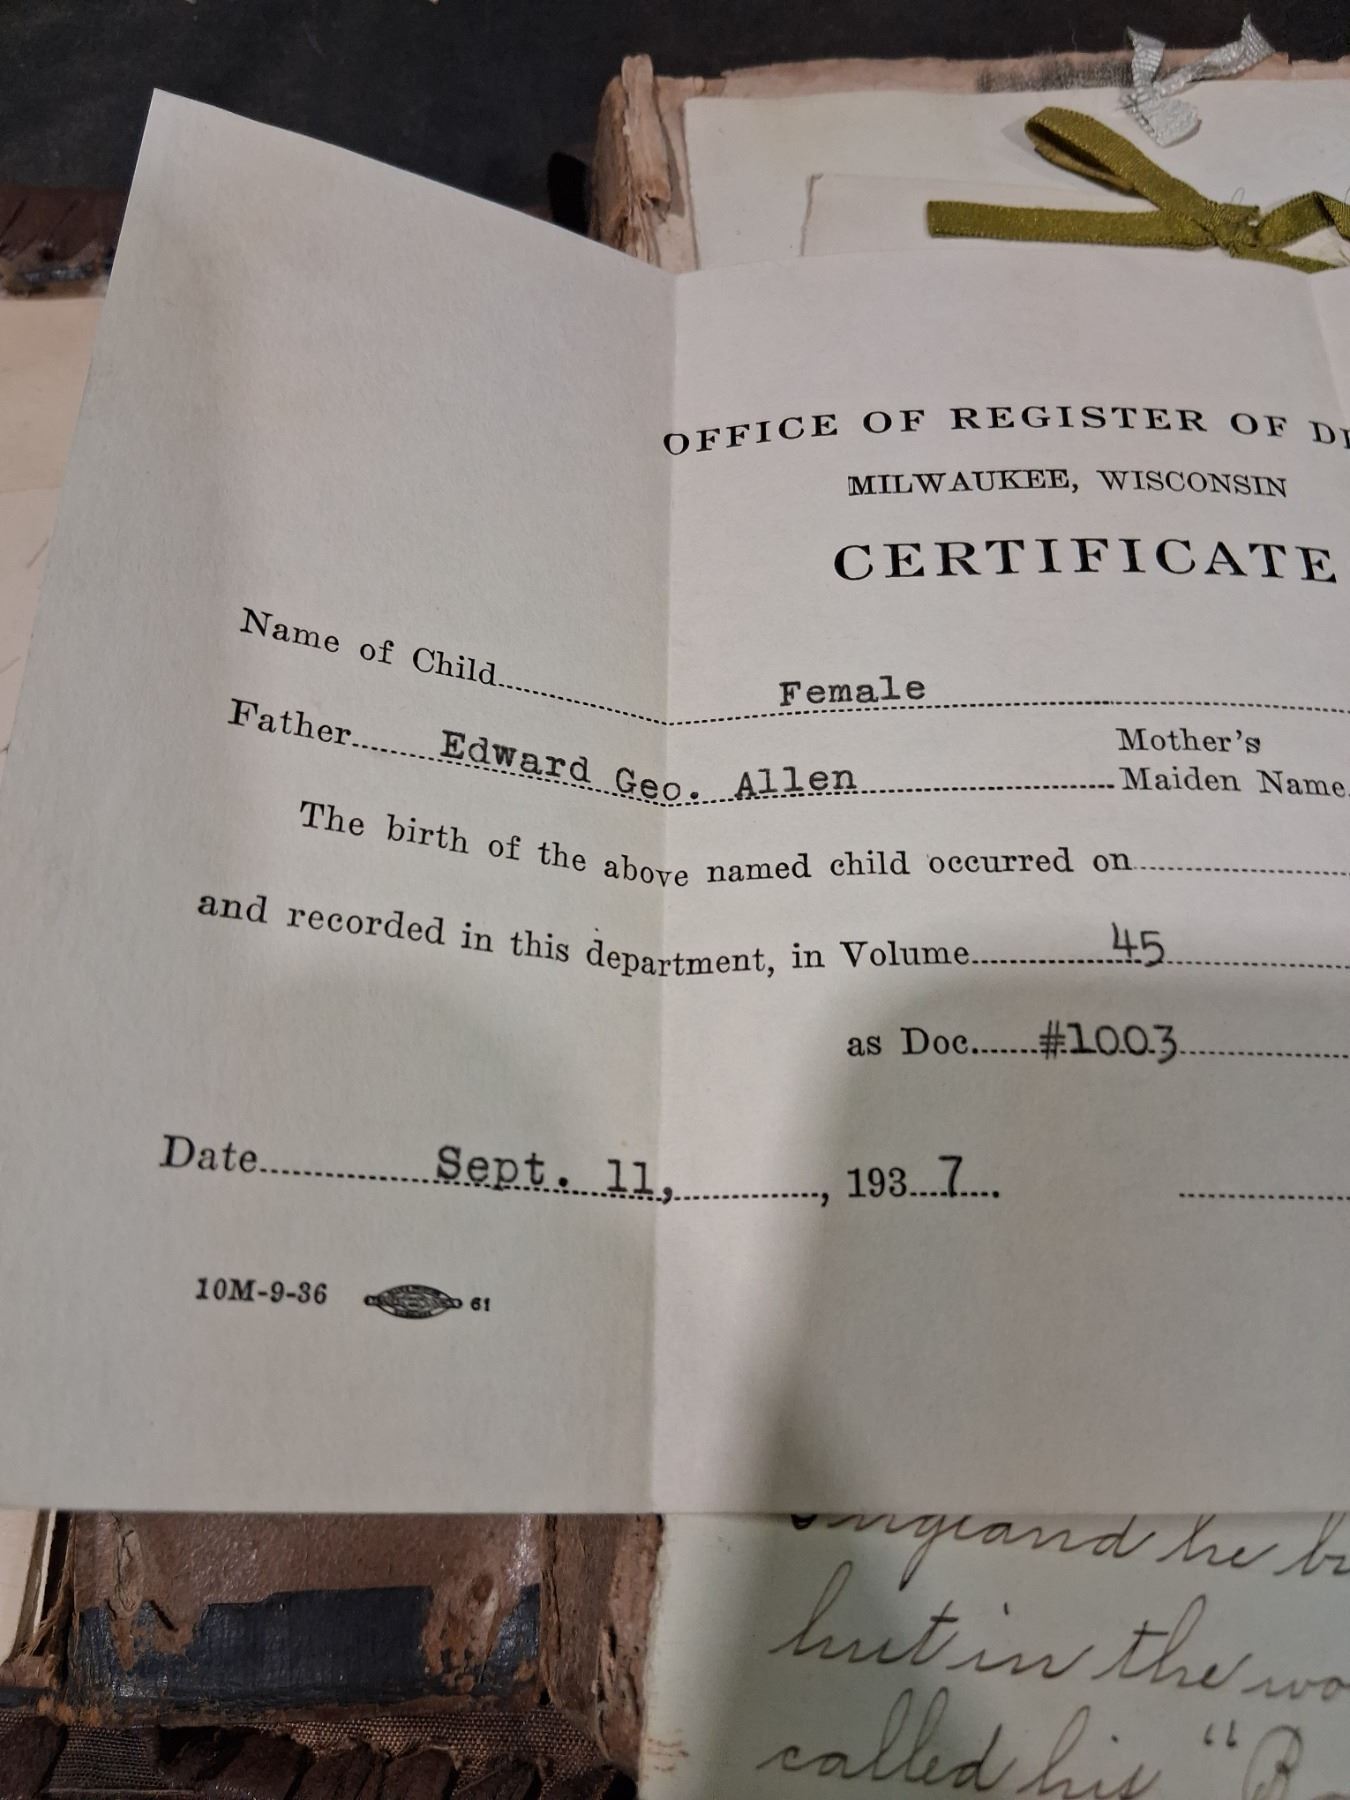 OFFICE OF REGISTER OF
MILWAUKEE, WISCONSIN
CERTIFICATE
Name of Child Female
Father Edward Geo. Allen Mother's
Maiden Name
The birth of the above named child occurred on
and recorded in this department, in Volume 45
as Doc. #1003
Date Sept. 11, , 1937.
10M-9-36 61
he
hut in the
called his "